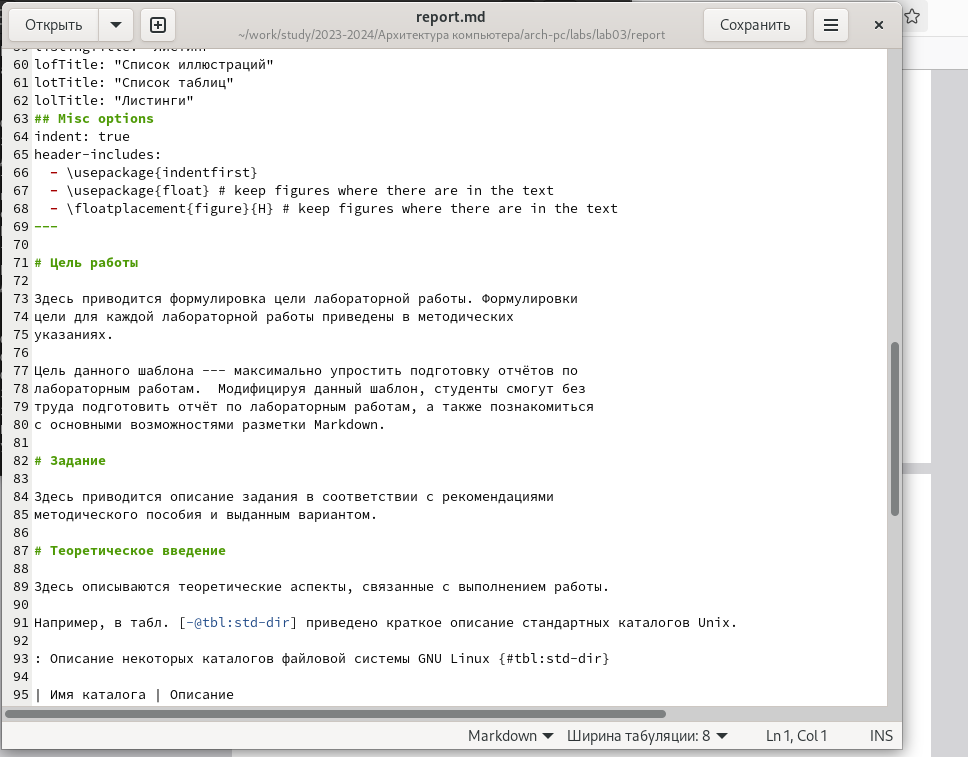 Открыть
report.md
~/work/study/2023-2024/Архитектура компьютера/arch-pc/labs/lab03/report
Сохранить
60 lofTitle: "Список иллюстраций"
61 lotTitle: "Список таблиц"
62 lolTitle: "Листинги"
63 ## Misc options
64 indent: true
65 header-includes:
66   - \usepackage{indentfirst}
67   - \usepackage{float} # keep figures where there are in the text
68   - \floatplacement{figure}{H} # keep figures where there are in the text
69 ---
70
71 # Цель работы
72
73 Здесь приводится формулировка цели лабораторной работы. Формулировки
74 цели для каждой лабораторной работы приведены в методических
75 указаниях.
76
77 Цель данного шаблона --- максимально упростить подготовку отчётов по
78 лабораторным работам.  Модифицируя данный шаблон, студенты смогут без
79 труда подготовить отчёт по лабораторным работам, а также познакомиться
80 с основными возможностями разметки Markdown.
81
82 # Задание
83
84 Здесь приводится описание задания в соответствии с рекомендациями
85 методического пособия и выданным вариантом.
86
87 # Теоретическое введение
88
89 Здесь описываются теоретические аспекты, связанные с выполнением работы.
90
91 Например, в табл. [-@tbl:std-dir] приведено краткое описание стандартных каталогов Unix.
92
93 : Описание некоторых каталогов файловой системы GNU Linux {#tbl:std-dir}
94
95 | Имя каталога | Описание
Markdown
Ширина табуляции: 8
Ln 1, Col 1
INS